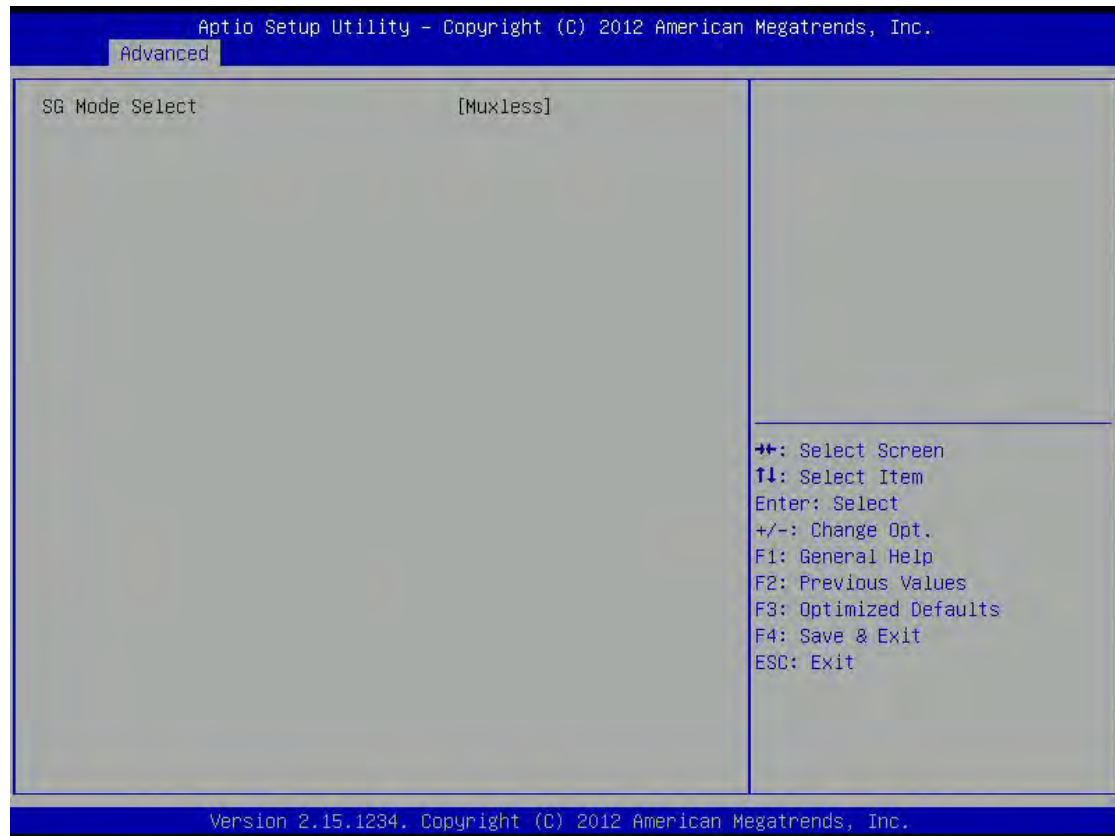 Aptio Setup Utility – Copyright (C) 2012 American Megatrends, Inc.
Advanced
SG Mode Select [Muxless]
→←: Select Screen
↑↓: Select Item
Enter: Select
+/-: Change Opt.
F1: General Help
F2: Previous Values
F3: Optimized Defaults
F4: Save & Exit
ESC: Exit
Version 2.15.1234. Copyright (C) 2012 American Megatrends, Inc.